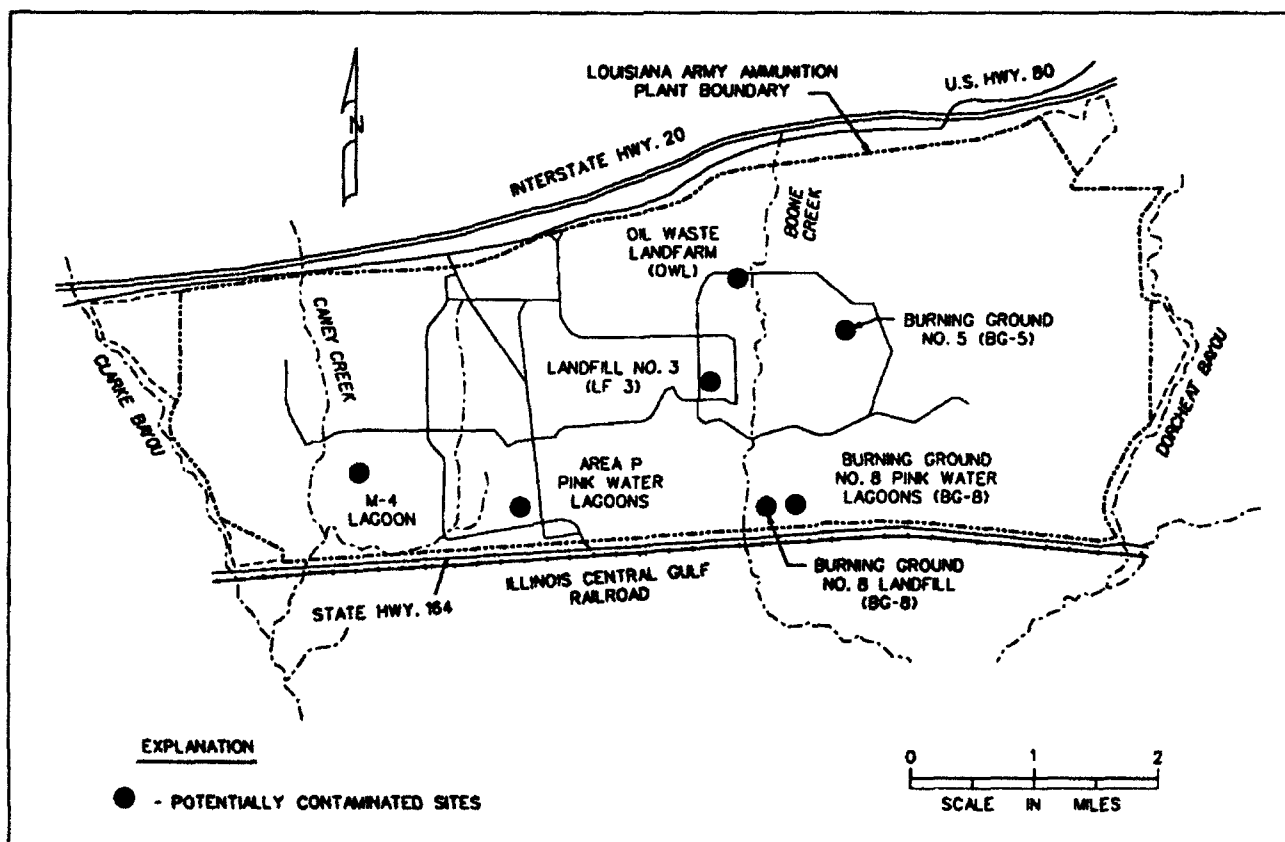 LOUISIANA ARMY AMMUNITION
PLANT BOUNDARY
U.S. HWY. 80
N
INTERSTATE HWY. 20
BOONE
CREEK
OIL WASTE
LANDFARM
(OWL)
CANEY CREEK
BURNING GROUND
NO. 5 (BG-5)
CLARKE BAYOU
LANDFILL NO. 3
(LF 3)
DORCHEAT BAYOU
M-4
LAGOON
AREA P
PINK WATER
LAGOONS
BURNING GROUND
NO. 8 PINK WATER
LAGOONS (BG-8)
BURNING GROUND
NO. 8 LANDFILL
(BG-8)
ILLINOIS CENTRAL GULF
RAILROAD
STATE HWY. 164
EXPLANATION
- POTENTIALLY CONTAMINATED SITES
0 1 2
SCALE IN MILES